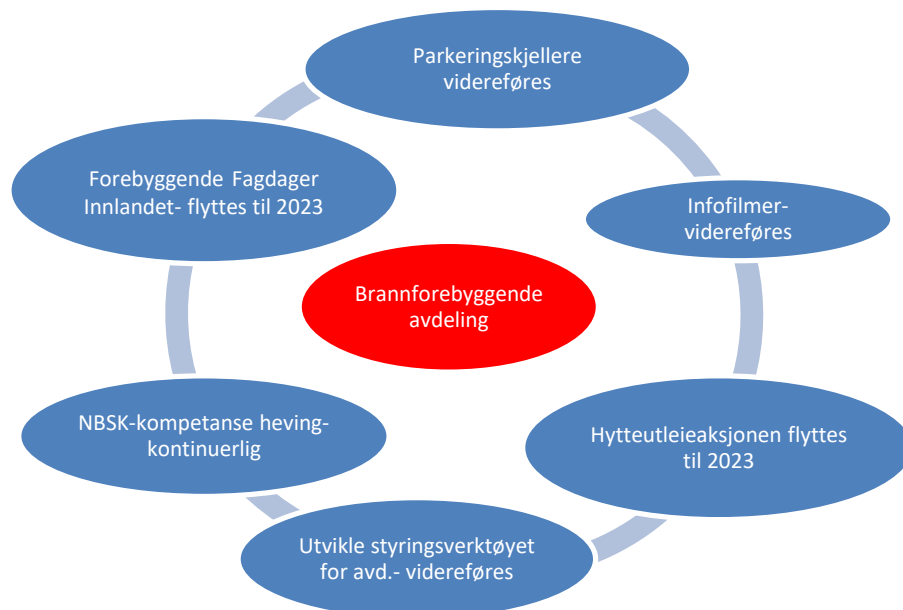 Parkeringskjellere
videreføres
Forebyggende Fagdager
Innlandet- flyttes til 2023
Infofilmer-
videreføres
Brannforebyggende
avdeling
NBSK-kompetanse heving-
kontinuerlig
Hytteutleieaksjonen flyttes
til 2023
Utvikle styringsverktøyet
for avd.- videreføres